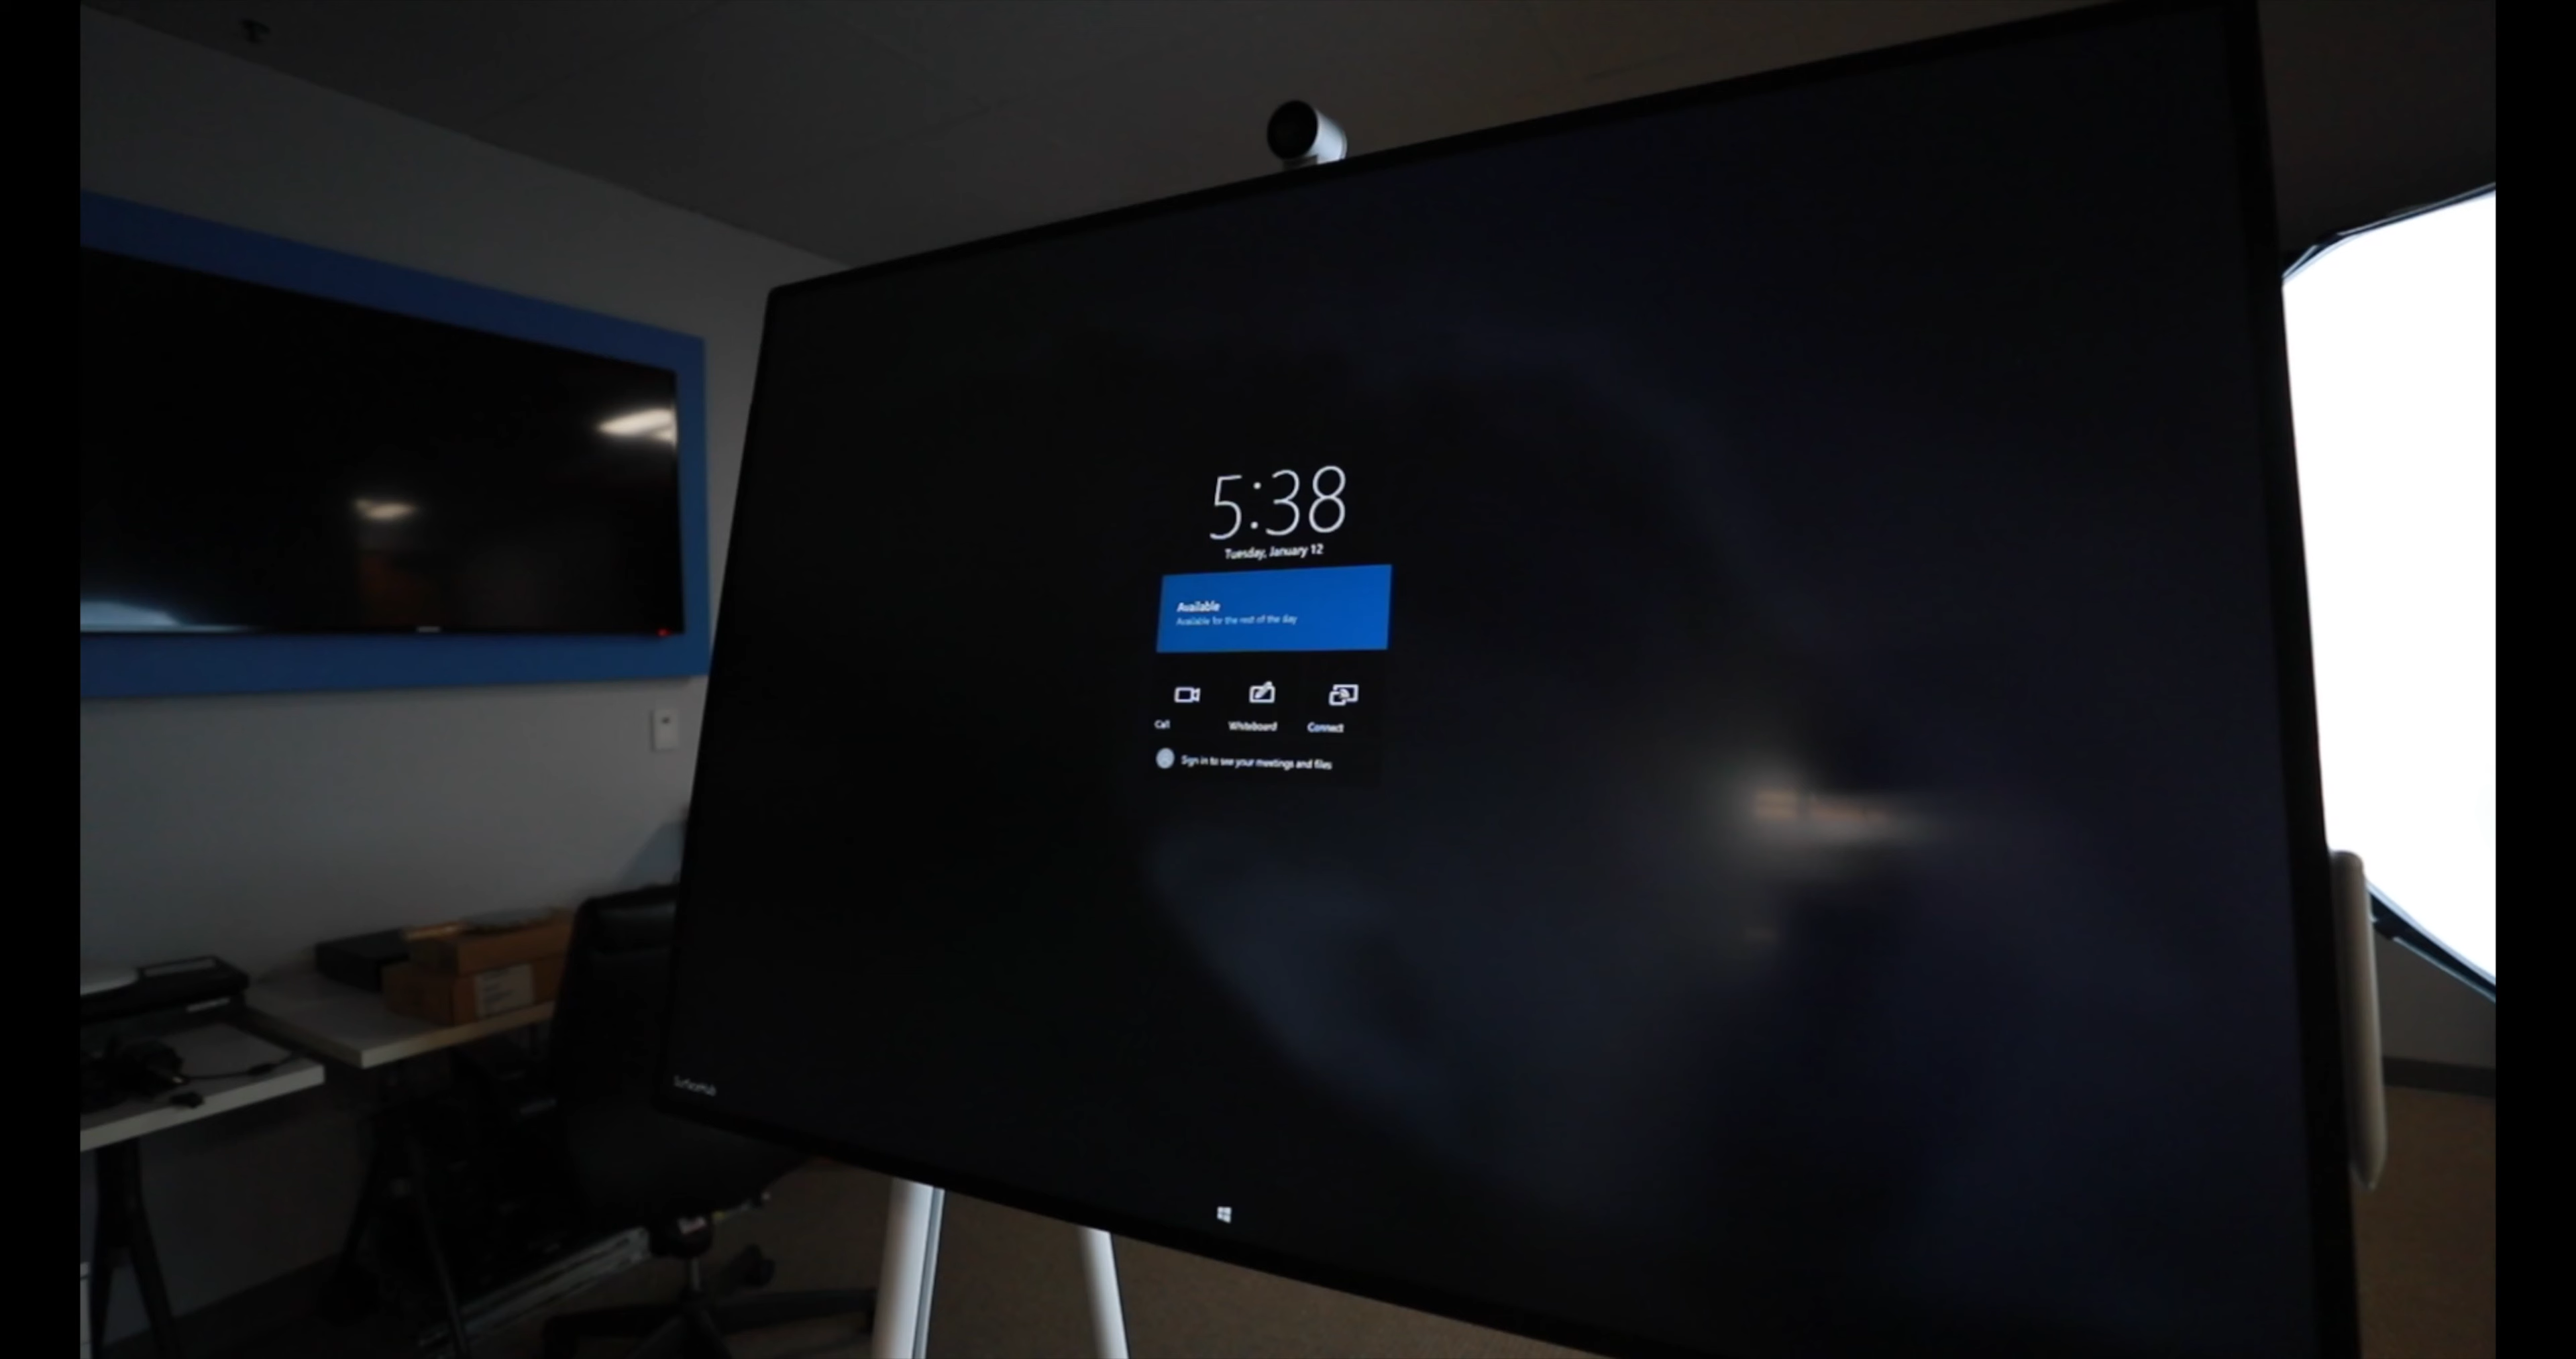 5:38
Tuesday, January 12
Available
Available for the rest of the day
Call
Whiteboard
Connect
Sign in to see your meetings and files
SurfaceHub